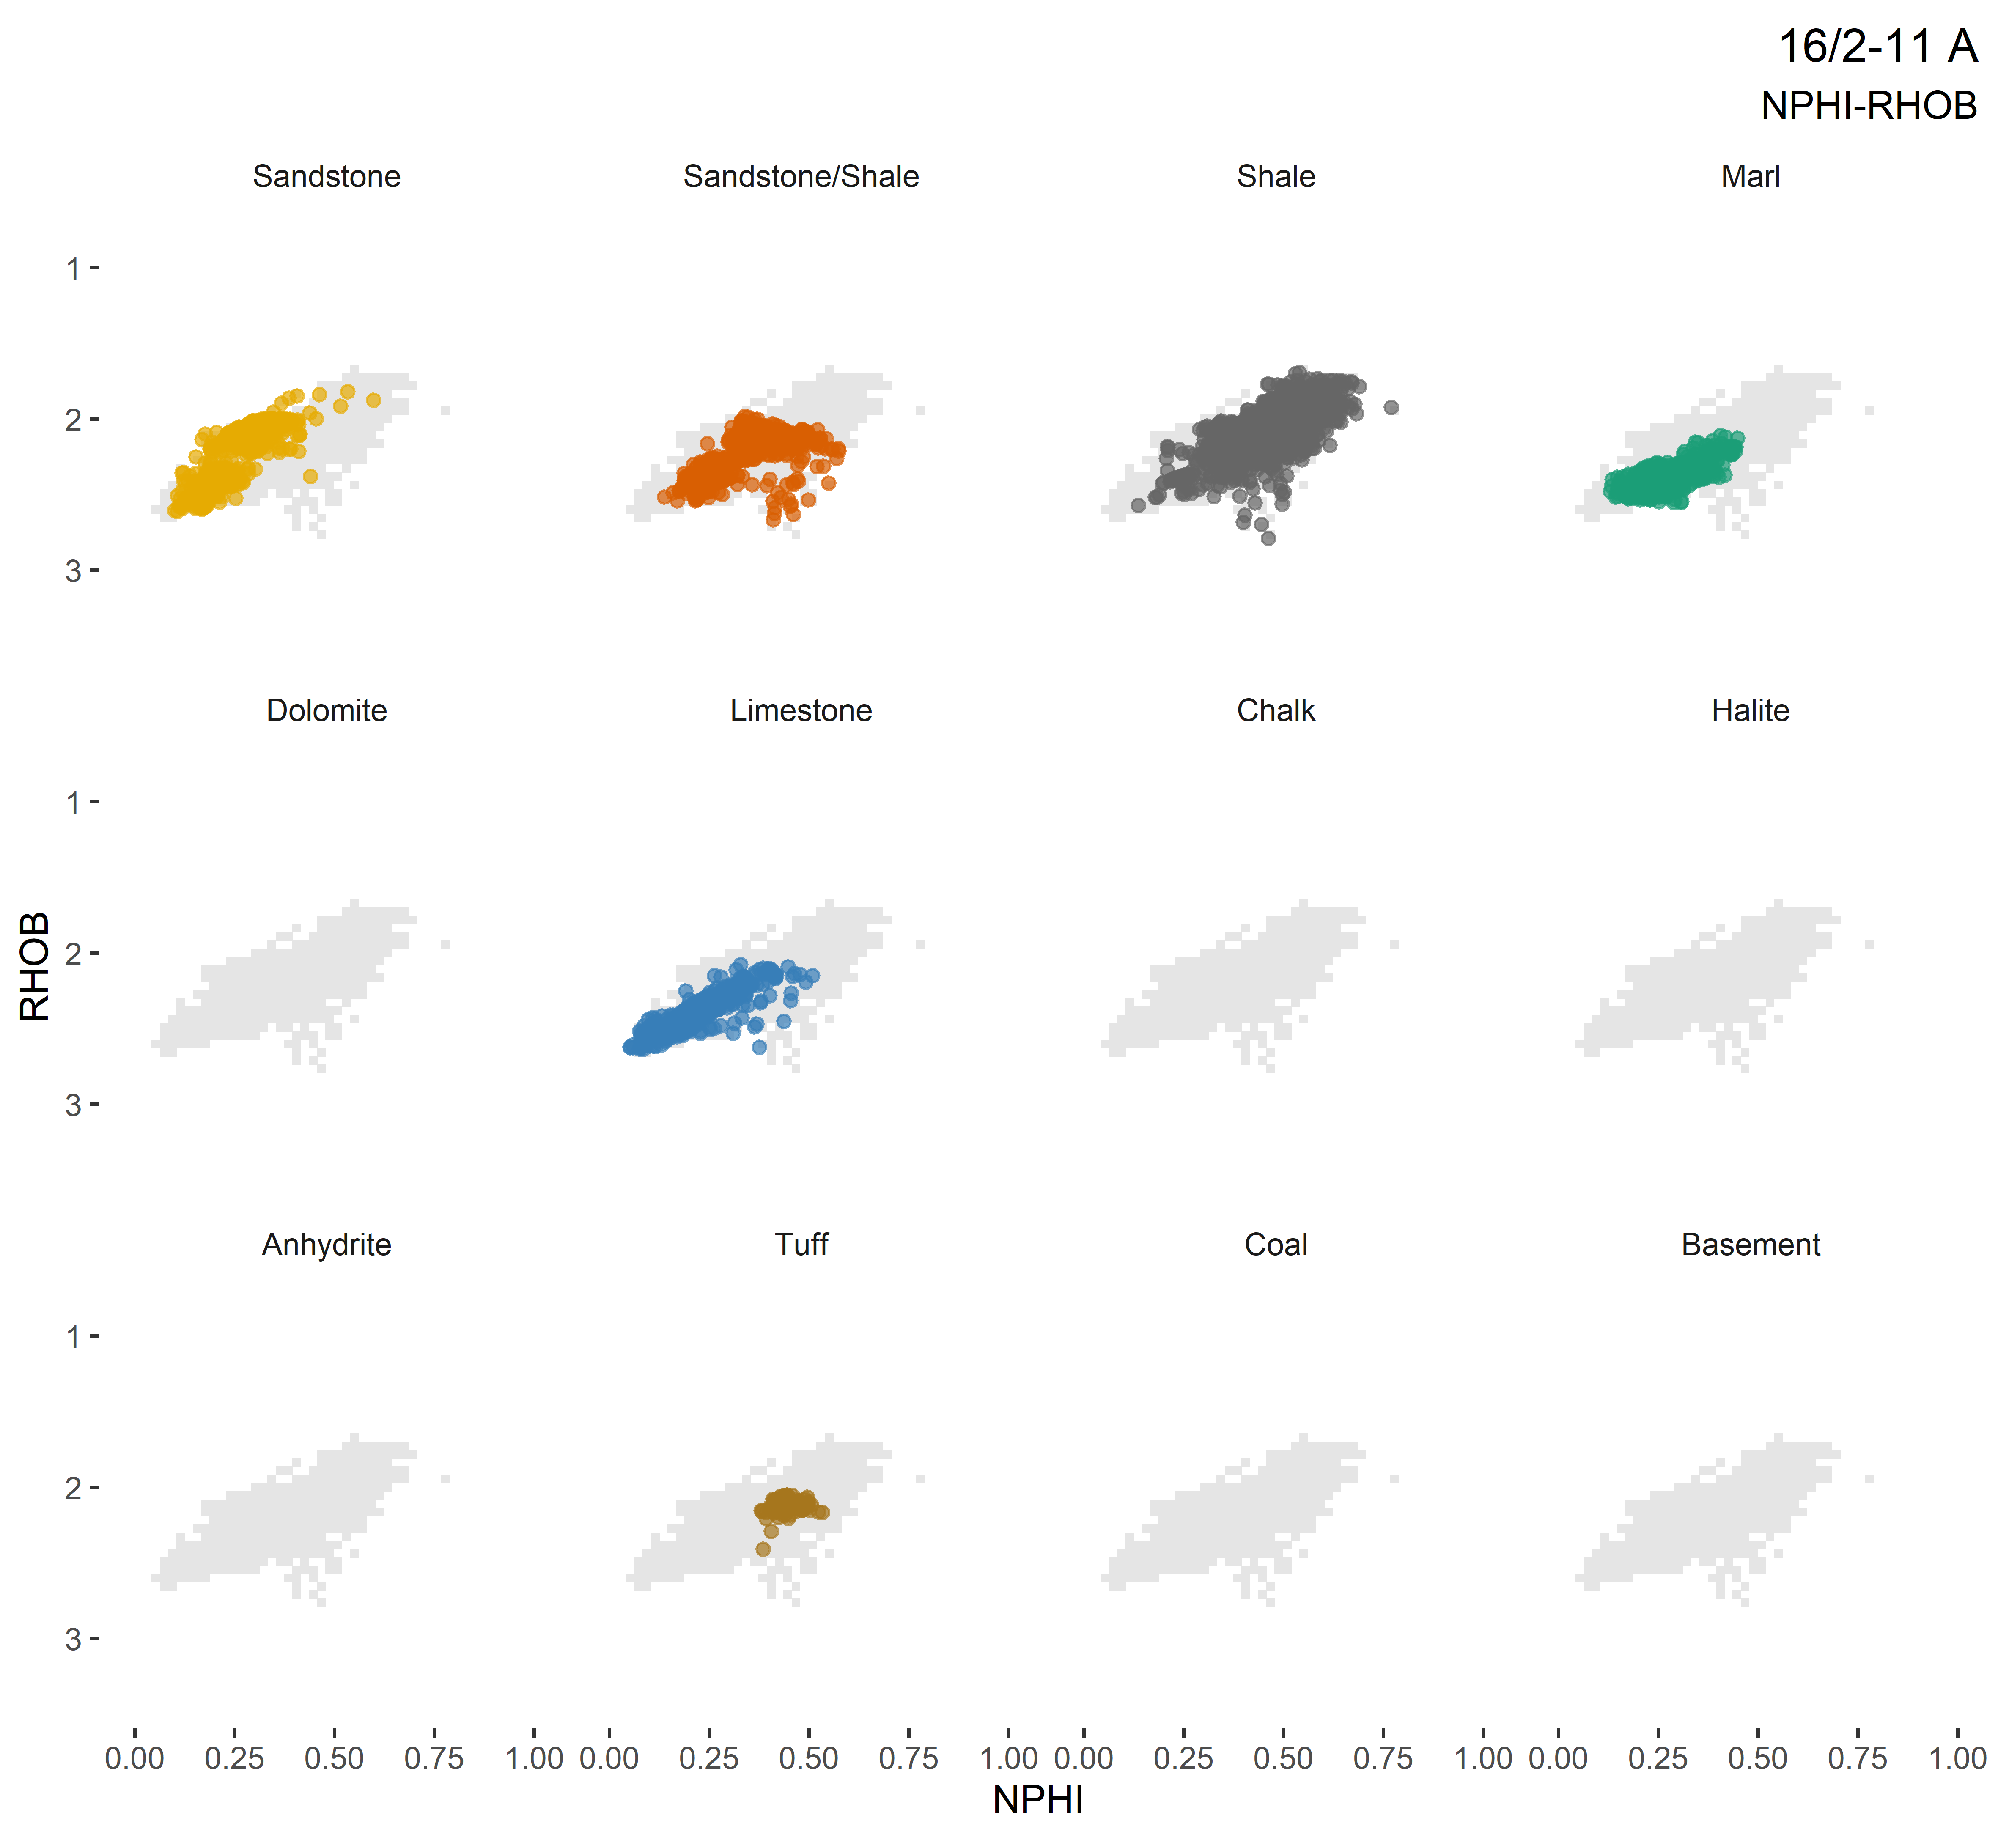 16/2-11 A
NPHI-RHOB
Sandstone
Sandstone/Shale
Shale
Marl
1
2
3
Dolomite
Limestone
Chalk
Halite
1
2
3
RHOB
Anhydrite
Tuff
Coal
Basement
1
2
3
0.00 0.25 0.50 0.75 1.00 0.00 0.25 0.50 0.75 1.00 0.00 0.25 0.50 0.75 1.00 0.00 0.25 0.50 0.75 1.00
NPHI